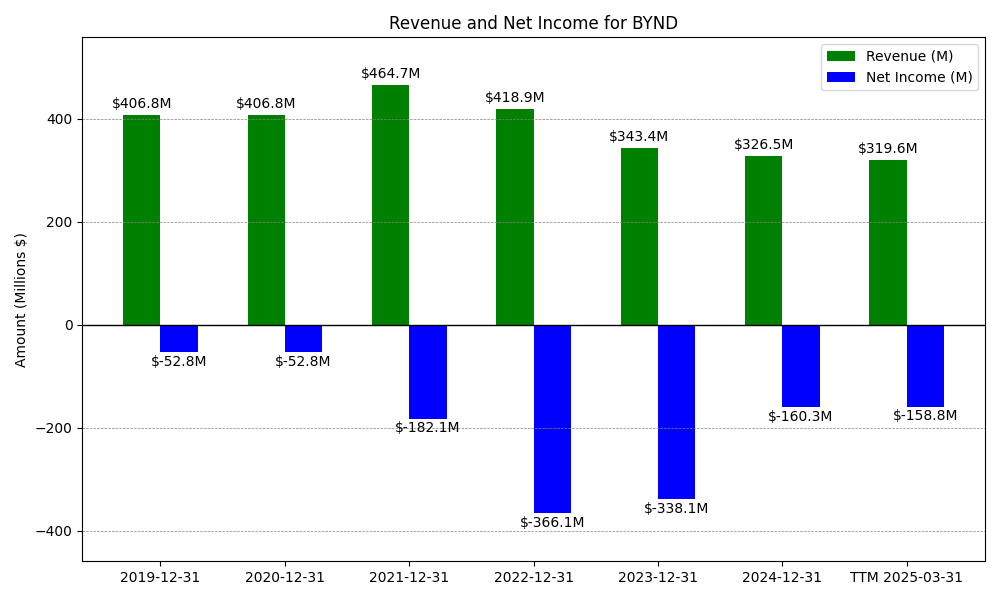 Revenue and Net Income for BYND
Revenue (M)
Net Income (M)
$406.8M
$406.8M
$464.7M
$418.9M
$343.4M
$326.5M
$319.6M
$-52.8M
$-52.8M
$-182.1M
$-366.1M
$-338.1M
$-160.3M
$-158.8M
Amount (Millions $)
400
200
0
−200
−400
2019-12-31
2020-12-31
2021-12-31
2022-12-31
2023-12-31
2024-12-31
TTM 2025-03-31